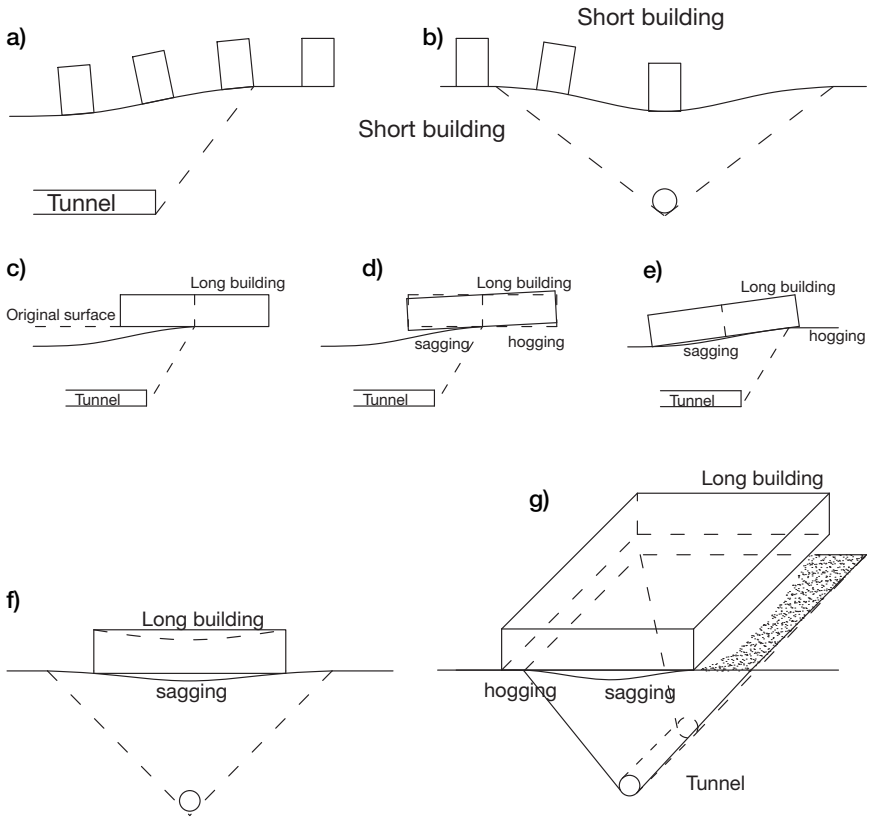 a)
b)
Short building
Short building
Tunnel
c)
Long building
Original surface
Tunnel
d)
Long building
sagging
hogging
Tunnel
e)
Long building
sagging
hogging
Tunnel
f)
Long building
sagging
g)
Long building
hogging
sagging
Tunnel